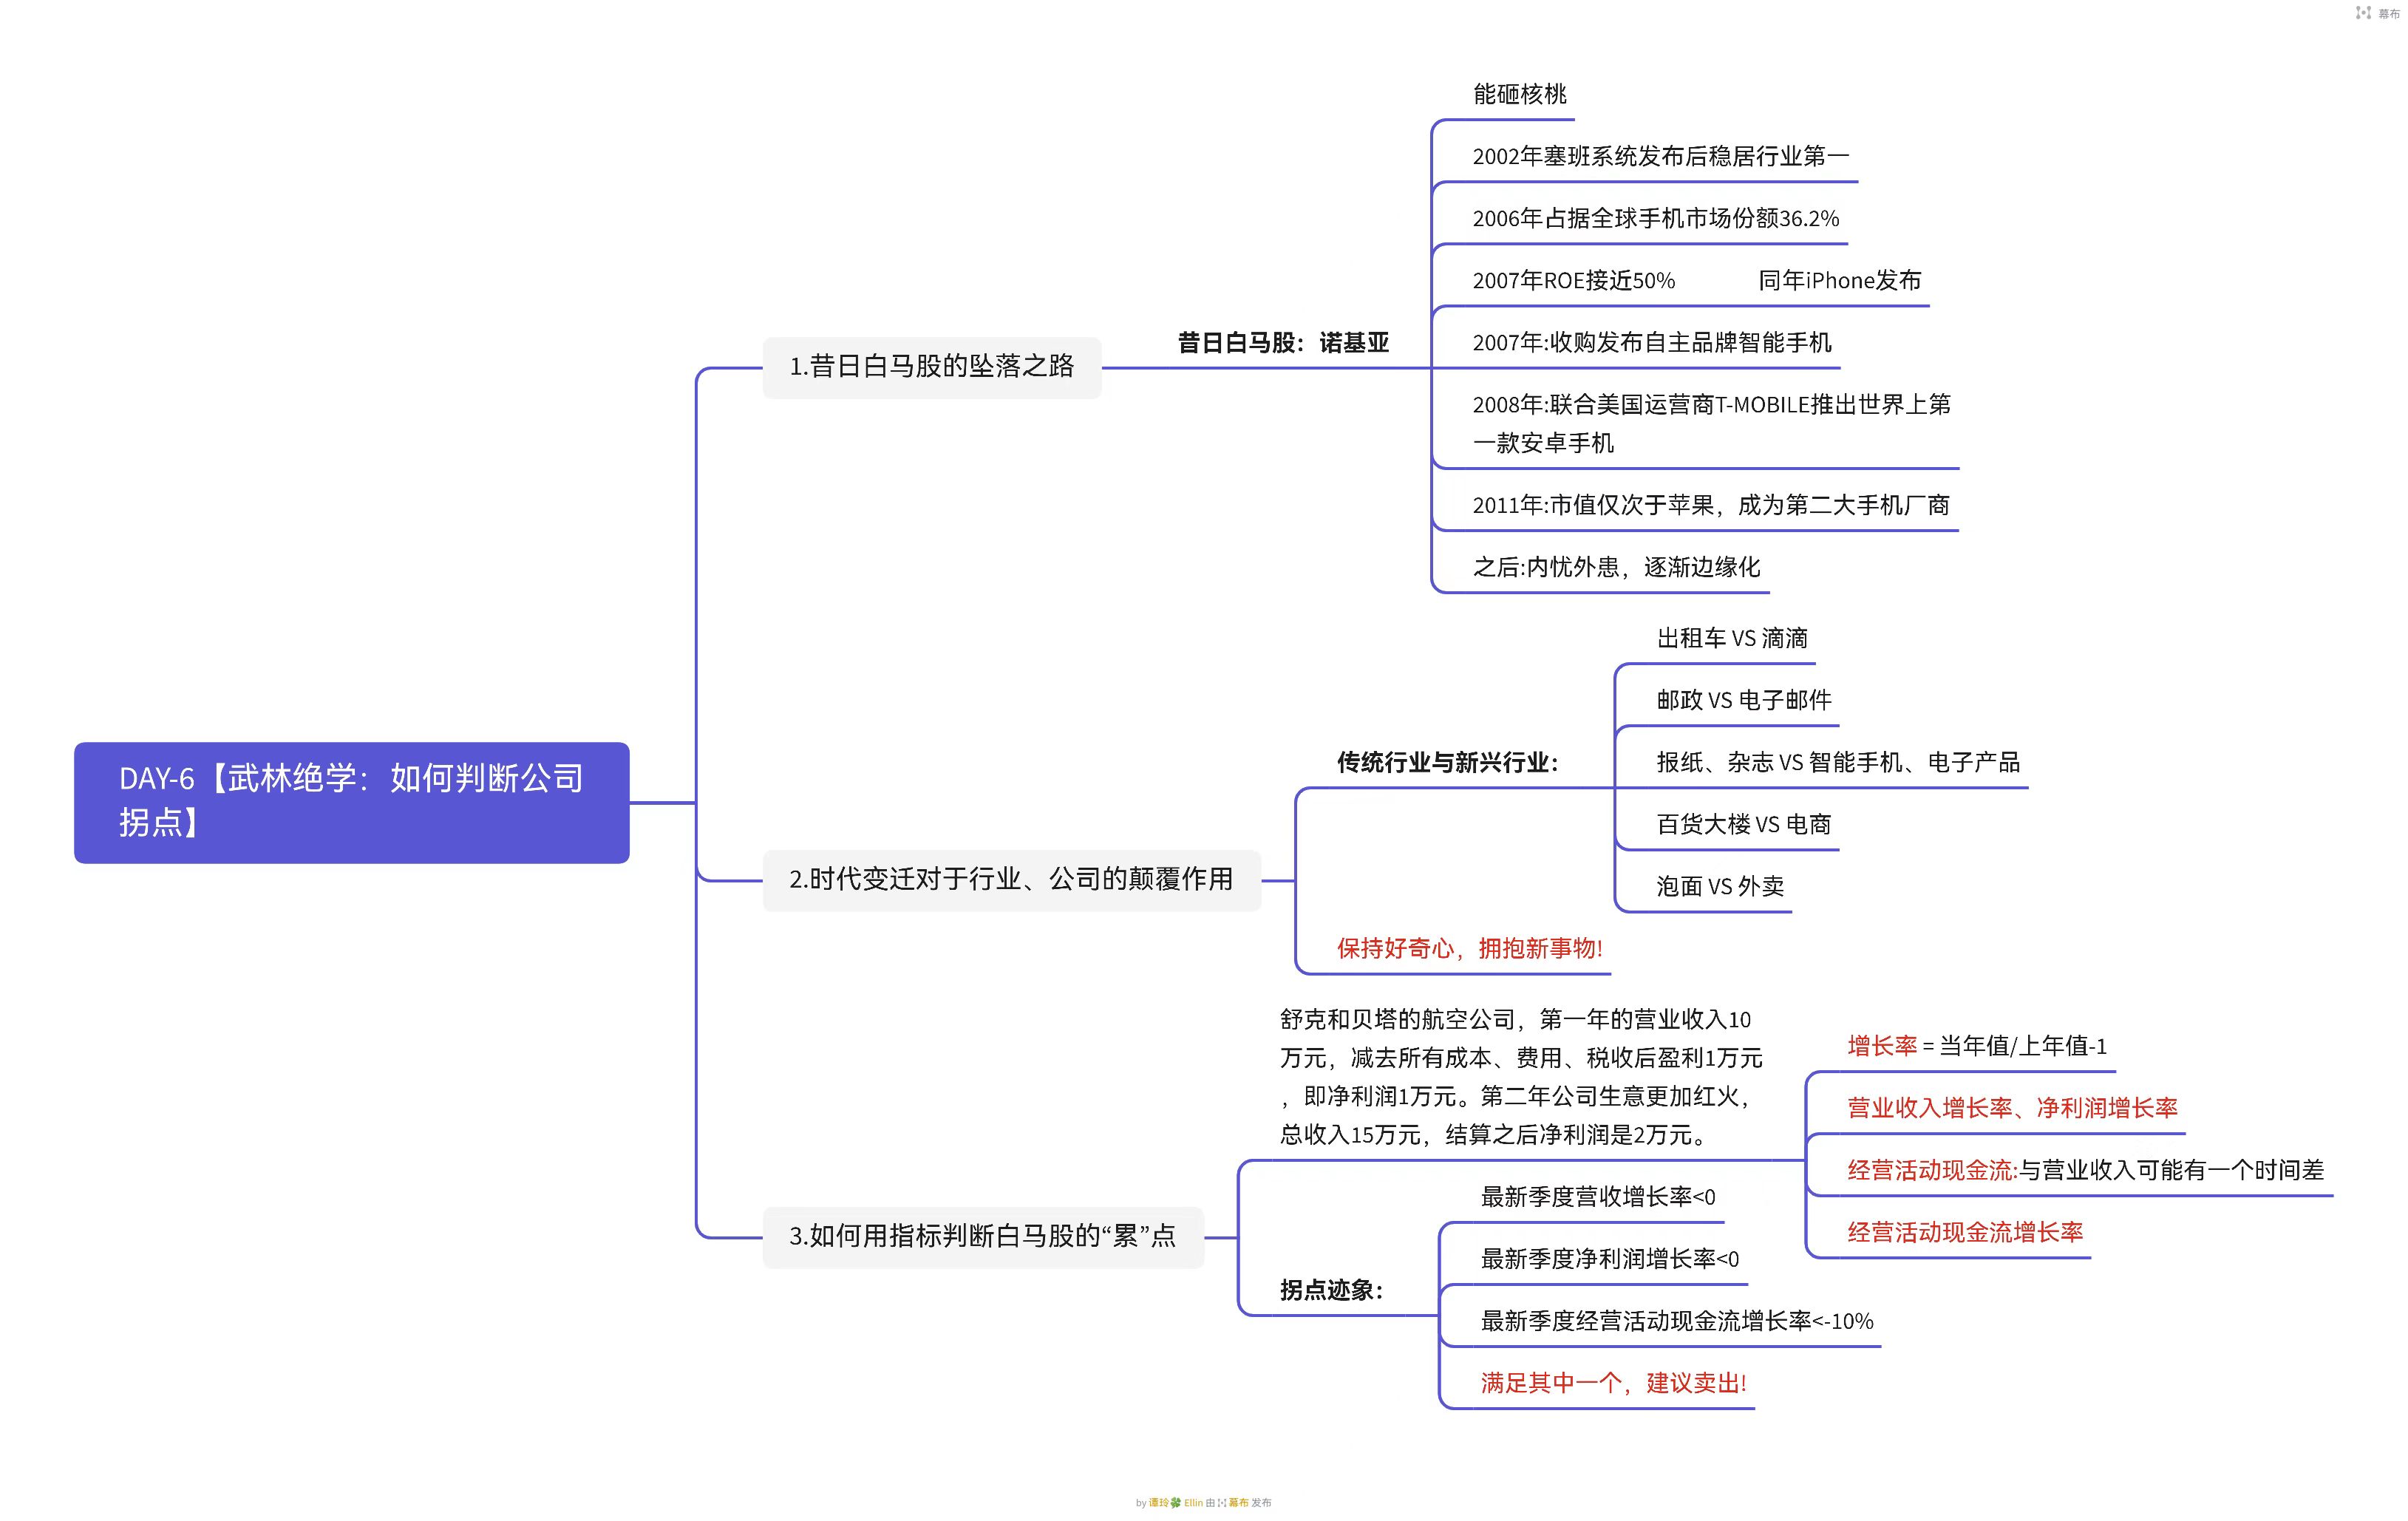 幕布
能砸核桃
2002年塞班系统发布后稳居行业第一
2006年占据全球手机市场份额36.2%
2007年ROE接近50% 同年iPhone发布
昔日白马股：诺基亚
2007年:收购发布自主品牌智能手机
1.昔日白马股的坠落之路
2008年:联合美国运营商T-MOBILE推出世界上第
一款安卓手机
2011年:市值仅次于苹果，成为第二大手机厂商
之后:内忧外患，逐渐边缘化
出租车 VS 滴滴
邮政 VS 电子邮件
传统行业与新兴行业：
报纸、杂志 VS 智能手机、电子产品
百货大楼 VS 电商
泡面 VS 外卖
DAY-6【武林绝学：如何判断公司
拐点】
2.时代变迁对于行业、公司的颠覆作用
保持好奇心，拥抱新事物!
舒克和贝塔的航空公司，第一年的营业收入10
万元，减去所有成本、费用、税收后盈利1万元
，即净利润1万元。第二年公司生意更加红火，
总收入15万元，结算之后净利润是2万元。
增长率 = 当年值/上年值-1
营业收入增长率、净利润增长率
经营活动现金流:与营业收入可能有一个时间差
经营活动现金流增长率
3.如何用指标判断白马股的“累”点
拐点迹象：
最新季度营收增长率<0
最新季度净利润增长率<0
最新季度经营活动现金流增长率<-10%
满足其中一个，建议卖出!
by 谭玲🍀 Ellin 由 幕布 发布